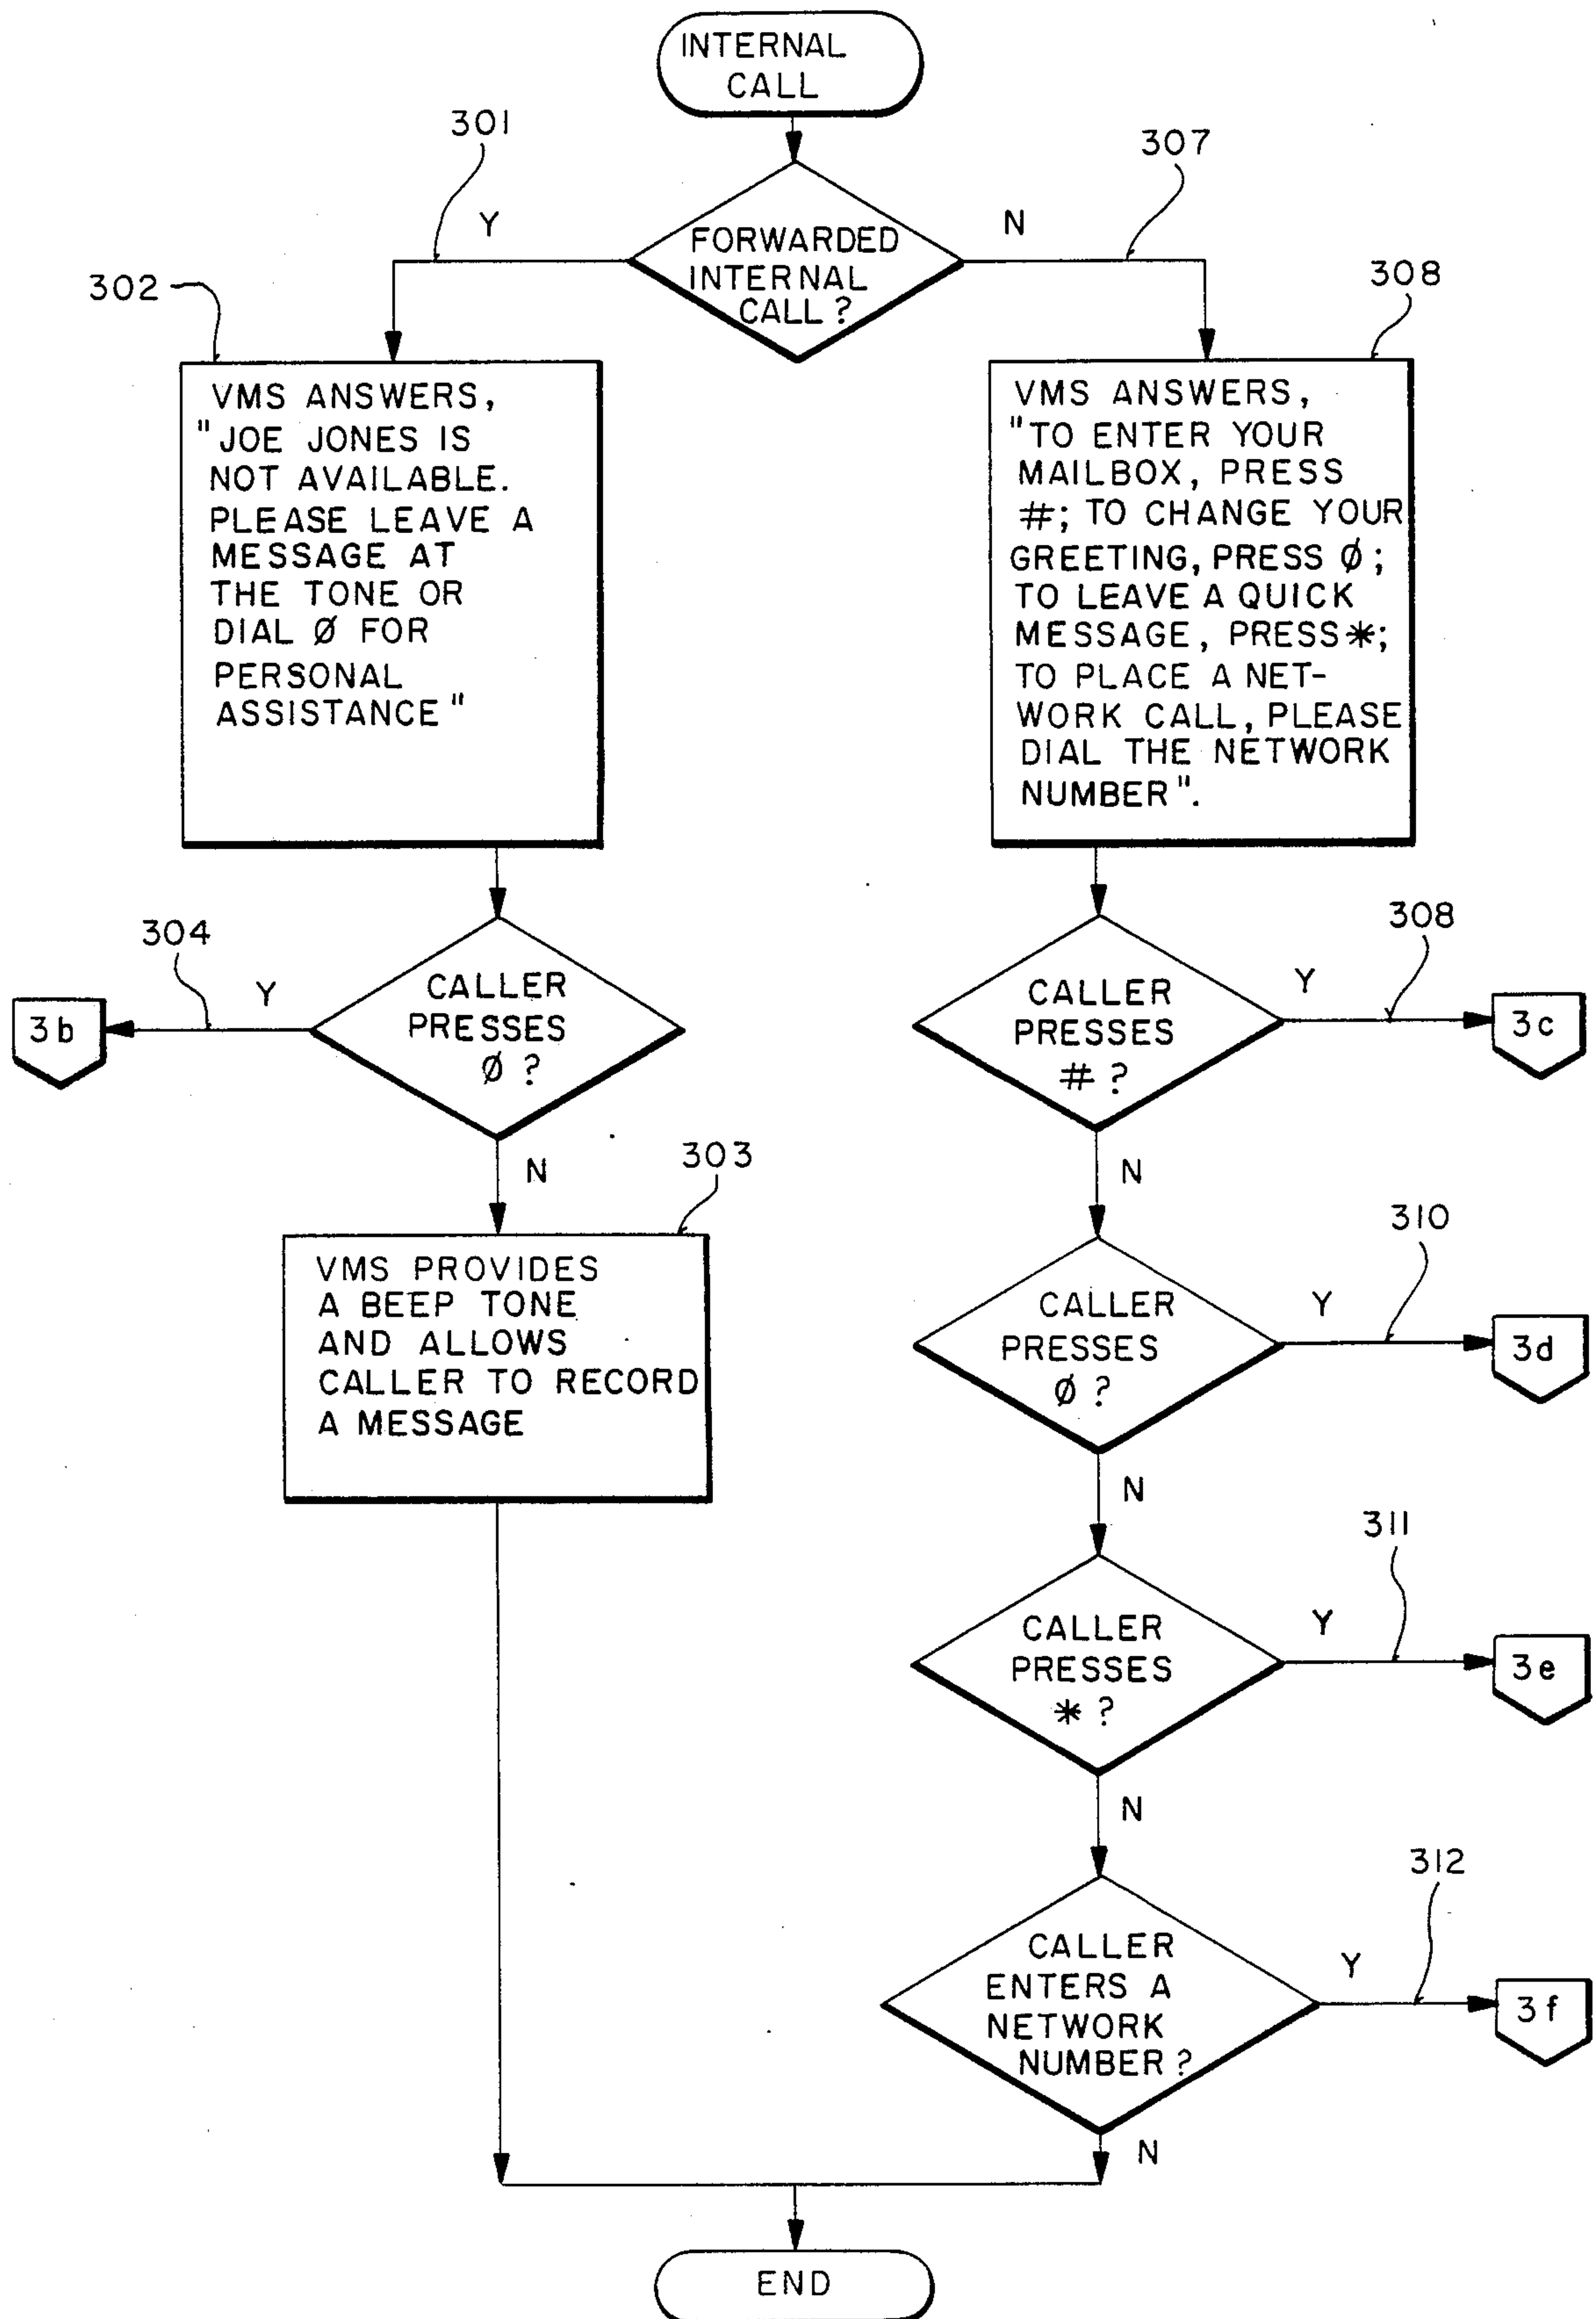 INTERNAL
CALL
301
307
Y
N
FORWARDED
INTERNAL
CALL?
302
308
VMS ANSWERS,
"JOE JONES IS
NOT AVAILABLE.
PLEASE LEAVE A
MESSAGE AT
THE TONE OR
DIAL Ø FOR
PERSONAL
ASSISTANCE"
VMS ANSWERS,
"TO ENTER YOUR
MAILBOX, PRESS
#; TO CHANGE YOUR
GREETING, PRESS Ø;
TO LEAVE A QUICK
MESSAGE, PRESS*;
TO PLACE A NET-
WORK CALL, PLEASE
DIAL THE NETWORK
NUMBER".
304
Y
3b
CALLER
PRESSES
Ø?
N
303
VMS PROVIDES
A BEEP TONE
AND ALLOWS
CALLER TO RECORD
A MESSAGE
CALLER
PRESSES
#?
308
Y
3c
N
CALLER
PRESSES
Ø?
310
Y
3d
N
CALLER
PRESSES
*?
311
Y
3e
N
CALLER
ENTERS A
NETWORK
NUMBER?
312
Y
3f
N
END